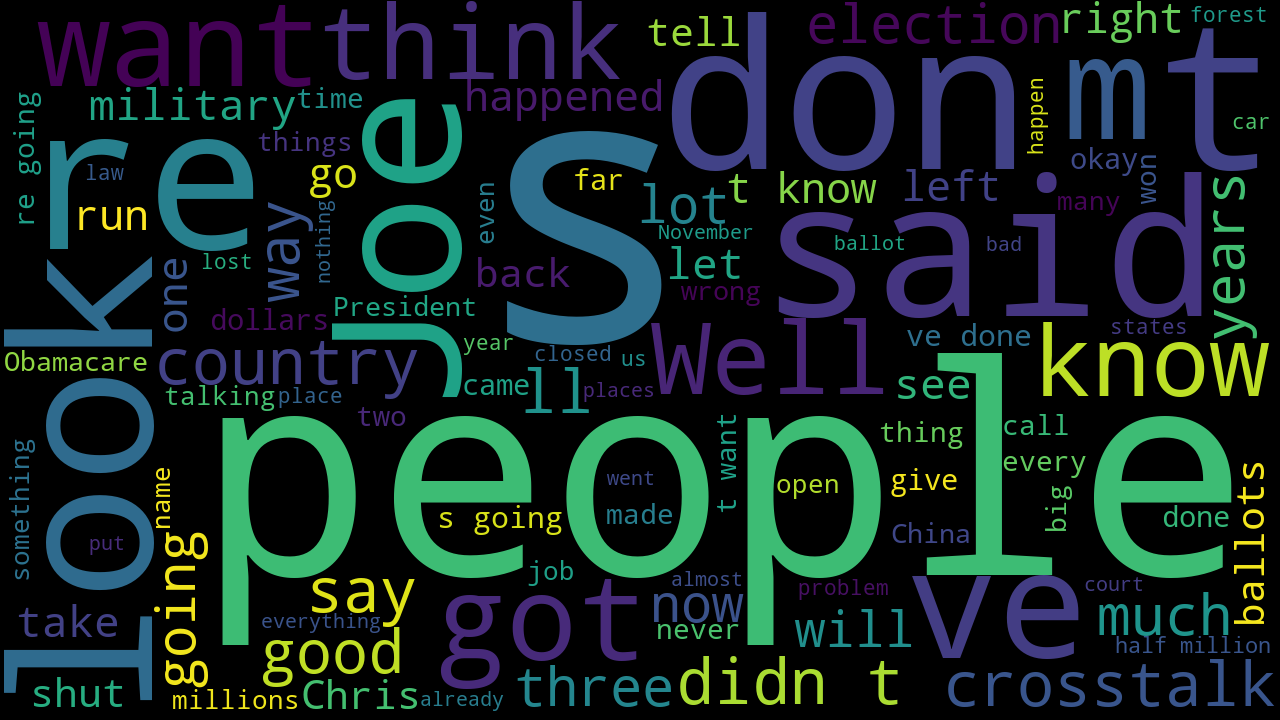 want
think
tell
election
right
forest
re going
military
time
happened
don
m
t
happen
car
re
law
run
things
go
joe
S
far
lot
t know
left
okay
many
won
years
way
nothing
even
November
said
ballot
bad
look
lost
one
back
let
wrong
dollars
President
Obamacare
country
year
closed
us
Well
ve done
states
know
talking
place
two
came
ll
places
see
people
thing
call
every
t want
something
name
went
open
give
s going
made
China
big
done
ballots
put
going
job
almost
problem
court
take
say
everything
got
now
never
will
ve
much
half million
good
shut
millions
Chris
already
three
didn t
crosstalk